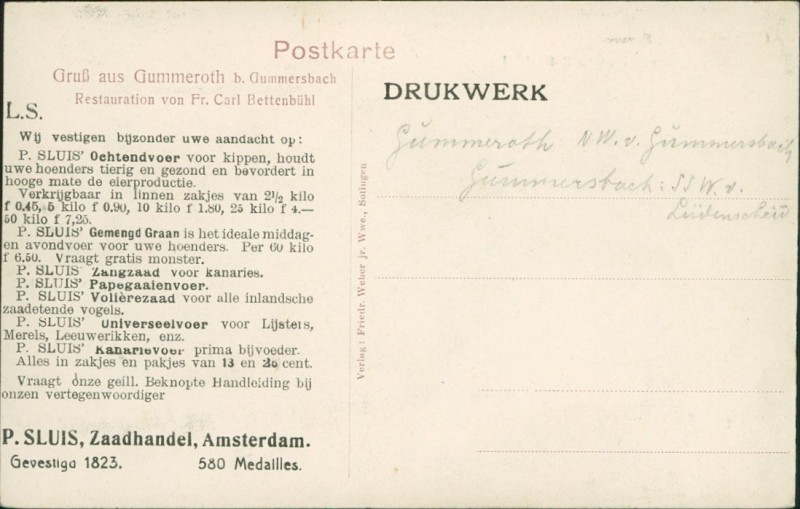 Postkarte
Gruß aus Gummeroth b. Gummersbach
Restauration von Fr. Carl Bettenbühl
L.S.
Wij vestigen bijzonder uwe aandacht op:
P. SLUIS' Ochtendvoer voor kippen, houdt
uwe hoenders tierig en gezond en bevordert in
hooge mate de eierproductie.
Verkrijgbaar in linnen zakjes van 2½ kilo
f 0.45, 5 kilo f 0.90, 10 kilo f 1.80, 25 kilo f 4.—
50 kilo f 7,25.
P. SLUIS' Gemengd Graan is het ideale middag-
en avondvoer voor uwe hoenders. Per 60 kilo
f 6.50. Vraagt gratis monster.
P. SLUIS' Zangzaad voor kanaries.
P. SLUIS' Papegaaienvoer.
P. SLUIS' Volièrezaad voor alle inlandsche
zaadetende vogels.
P. SLUIS' Universeelvoer voor Lijsters,
Merels, Leeuwerikken, enz.
P. SLUIS' Kanarievoer prima bijvoeder.
Alles in zakjes en pakjes van 13 en 20 cent.
Vraagt onze geill. Beknopte Handleiding bij
onzen vertegenwoordiger
P. SLUIS, Zaadhandel, Amsterdam.
Gevestigd 1823. 580 Medailles.
Verlag: Friedr. Weber jr. Wwe., Solingen
DRUKWERK
Gummeroth: NW. v. Gummersbach
Gummersbach: SSW. v.
Lüdenscheid